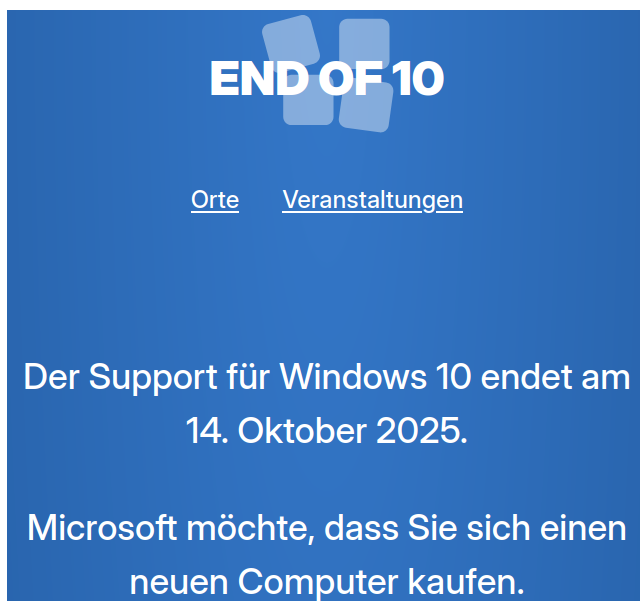 END OF 10
Orte Veranstaltungen
Der Support für Windows 10 endet am
14. Oktober 2025.
Microsoft möchte, dass Sie sich einen
neuen Computer kaufen.